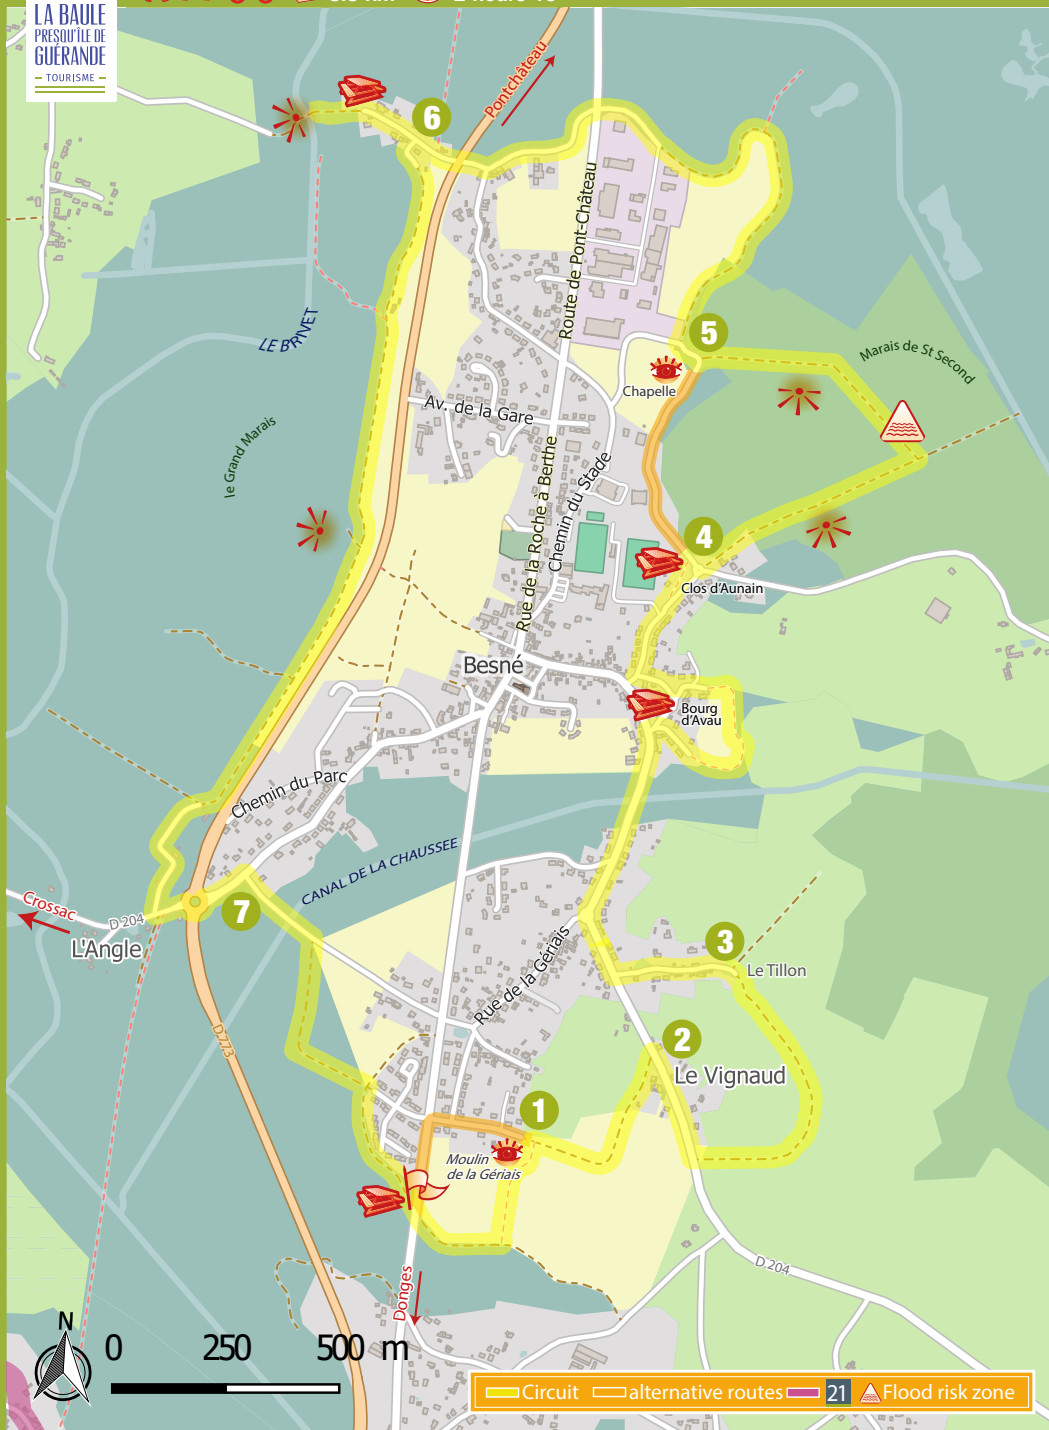 LA BAULE
PRESQU'ÎLE DE
GUÉRANDE
TOURISME
6
Pontchâteau
Route de Pont-Château
LE BRIVET
5
Chapelle
Marais de St Second
Av. de la Gare
le Grand Marais
Rue de la Roche à Berthe
Chemin du Stade
4
Clos d'Aunain
Besné
Bourg
d'Avau
Chemin du Parc
CANAL DE LA CHAUSSEE
Crossac
D 204
L'Angle
7
3
Le Tillon
Rue de la Gériais
D 773
2
Le Vignaud
1
Moulin
de la Gériais
D 204
Donges
N
0 250 500 m
Circuit alternative routes 21 Flood risk zone